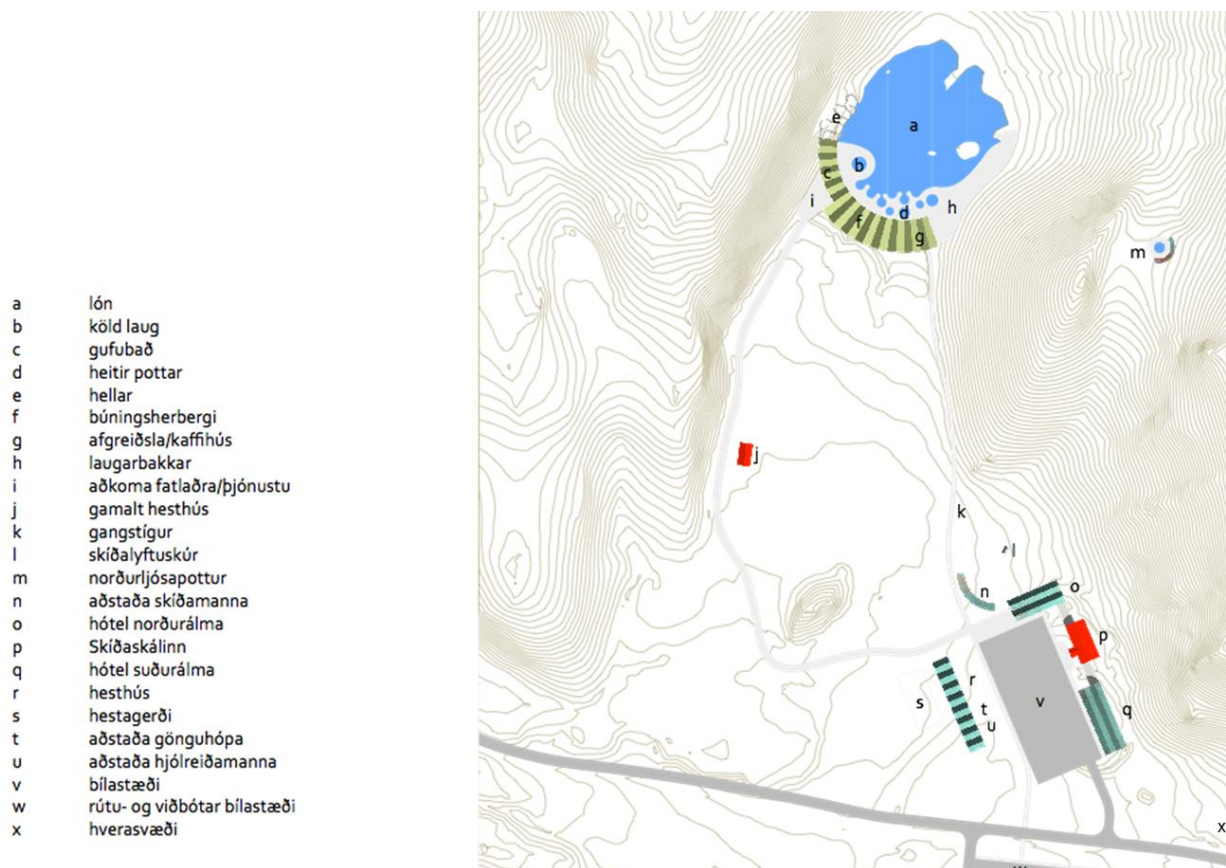 a lón
b köld laug
c gufubað
d heitir pottar
e hellar
f búningsherbergi
g afgreiðsla/kaffihús
h laugarbakkar
i aðkoma fatlaðra/þjónustu
j gamalt hesthús
k gangstígur
l skíðalyftuskúr
m norðurljósapottur
n aðstaða skíðamanna
o hótel norðurálma
p Skíðaskálinn
q hótel suðurálma
r hesthús
s hestagerði
t aðstaða gönguhópa
u aðstaða hjólreiðamanna
v bílastæði
w rútu- og viðbótar bílastæði
x hverasvæði
e
a
b
c
i
f
d
h
g
m
j
k
l
n
o
p
r
s
t
v
q
u
x